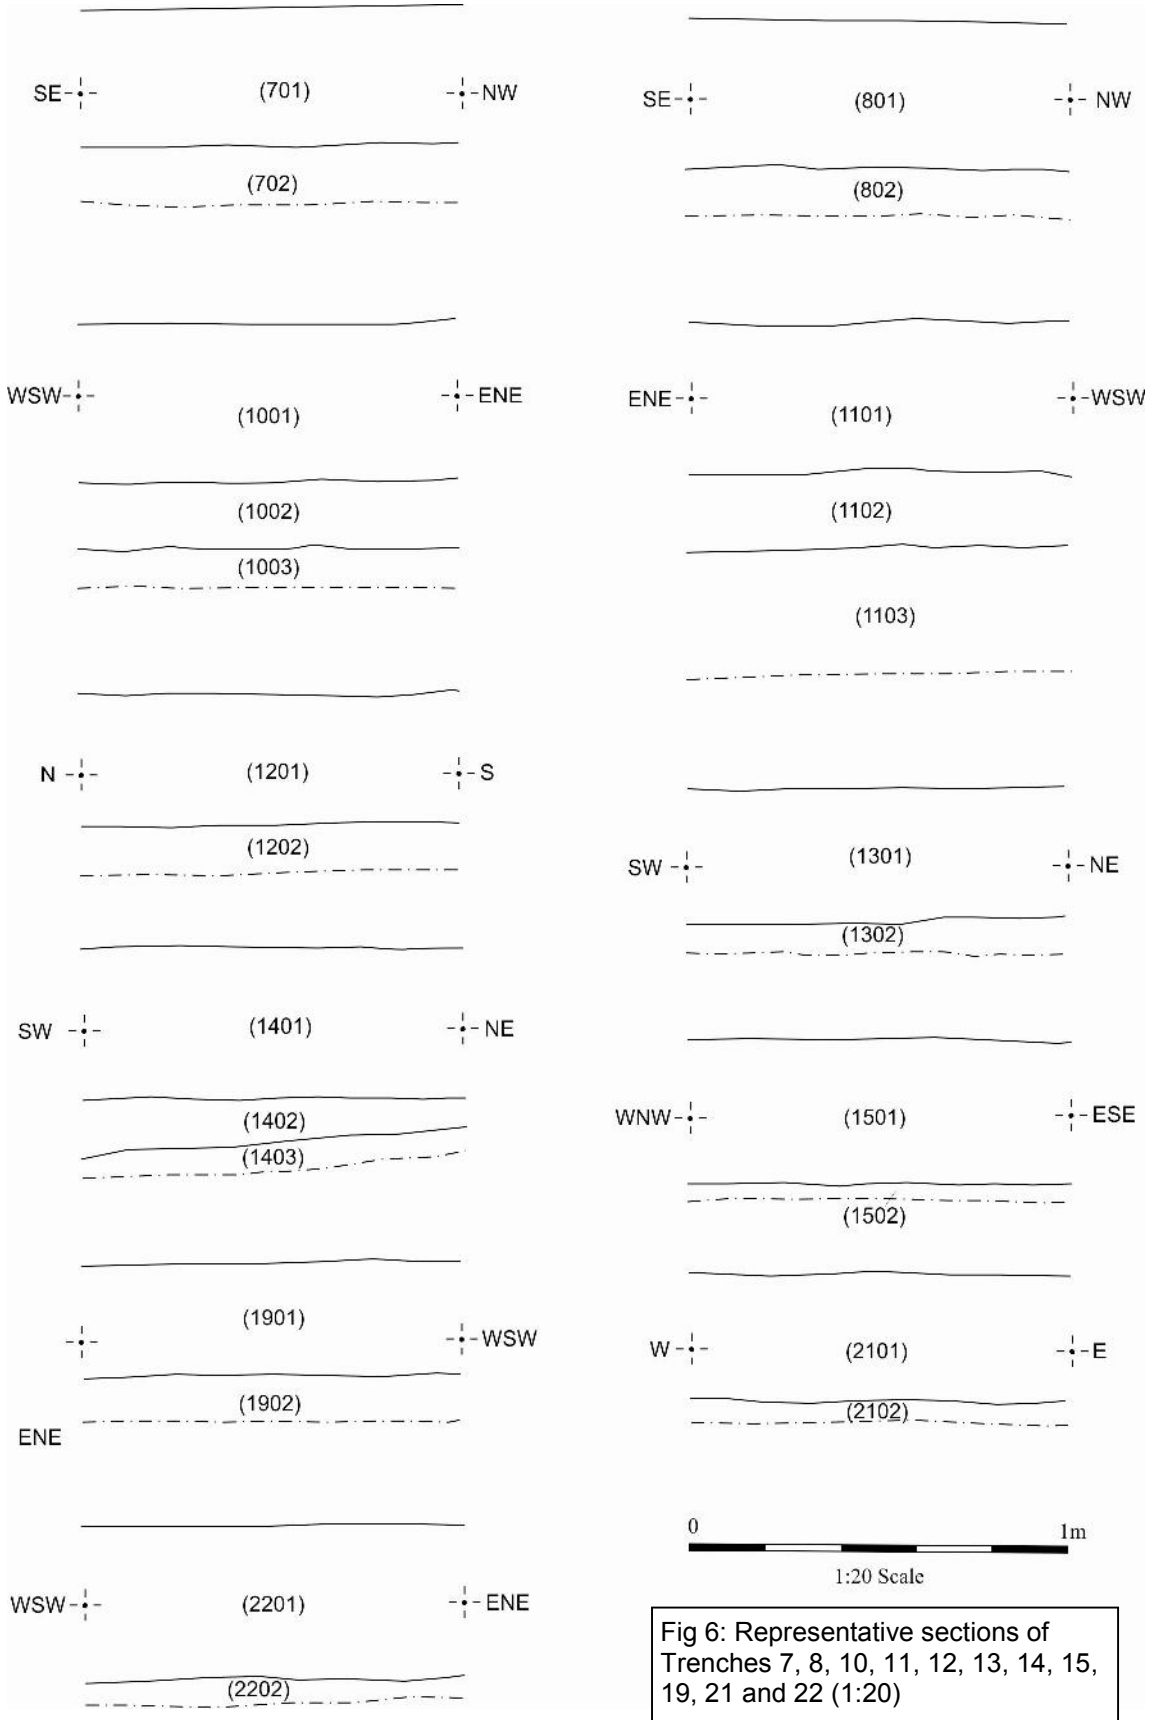 SE (701) NW
(702)
SE (801) NW
(802)
WSW (1001) ENE
(1002)
(1003)
ENE (1101) WSW
(1102)
(1103)
N (1201) S
(1202)
SW (1301) NE
(1302)
SW (1401) NE
(1402)
(1403)
WNW (1501) ESE
(1502)
(1901) WSW
(1902)
ENE
W (2101) E
(2102)
WSW (2201) ENE
(2202)
0 1m
1:20 Scale
Fig 6: Representative sections of
Trenches 7, 8, 10, 11, 12, 13, 14, 15,
19, 21 and 22 (1:20)